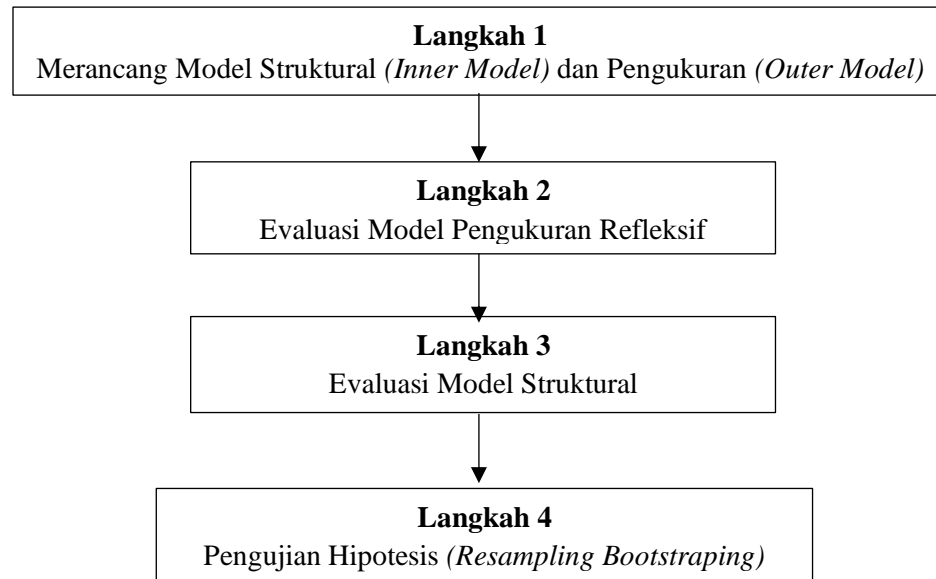 Langkah 1
Merancang Model Struktural (Inner Model) dan Pengukuran (Outer Model)
Langkah 2
Evaluasi Model Pengukuran Refleksif
Langkah 3
Evaluasi Model Struktural
Langkah 4
Pengujian Hipotesis (Resampling Bootstraping)